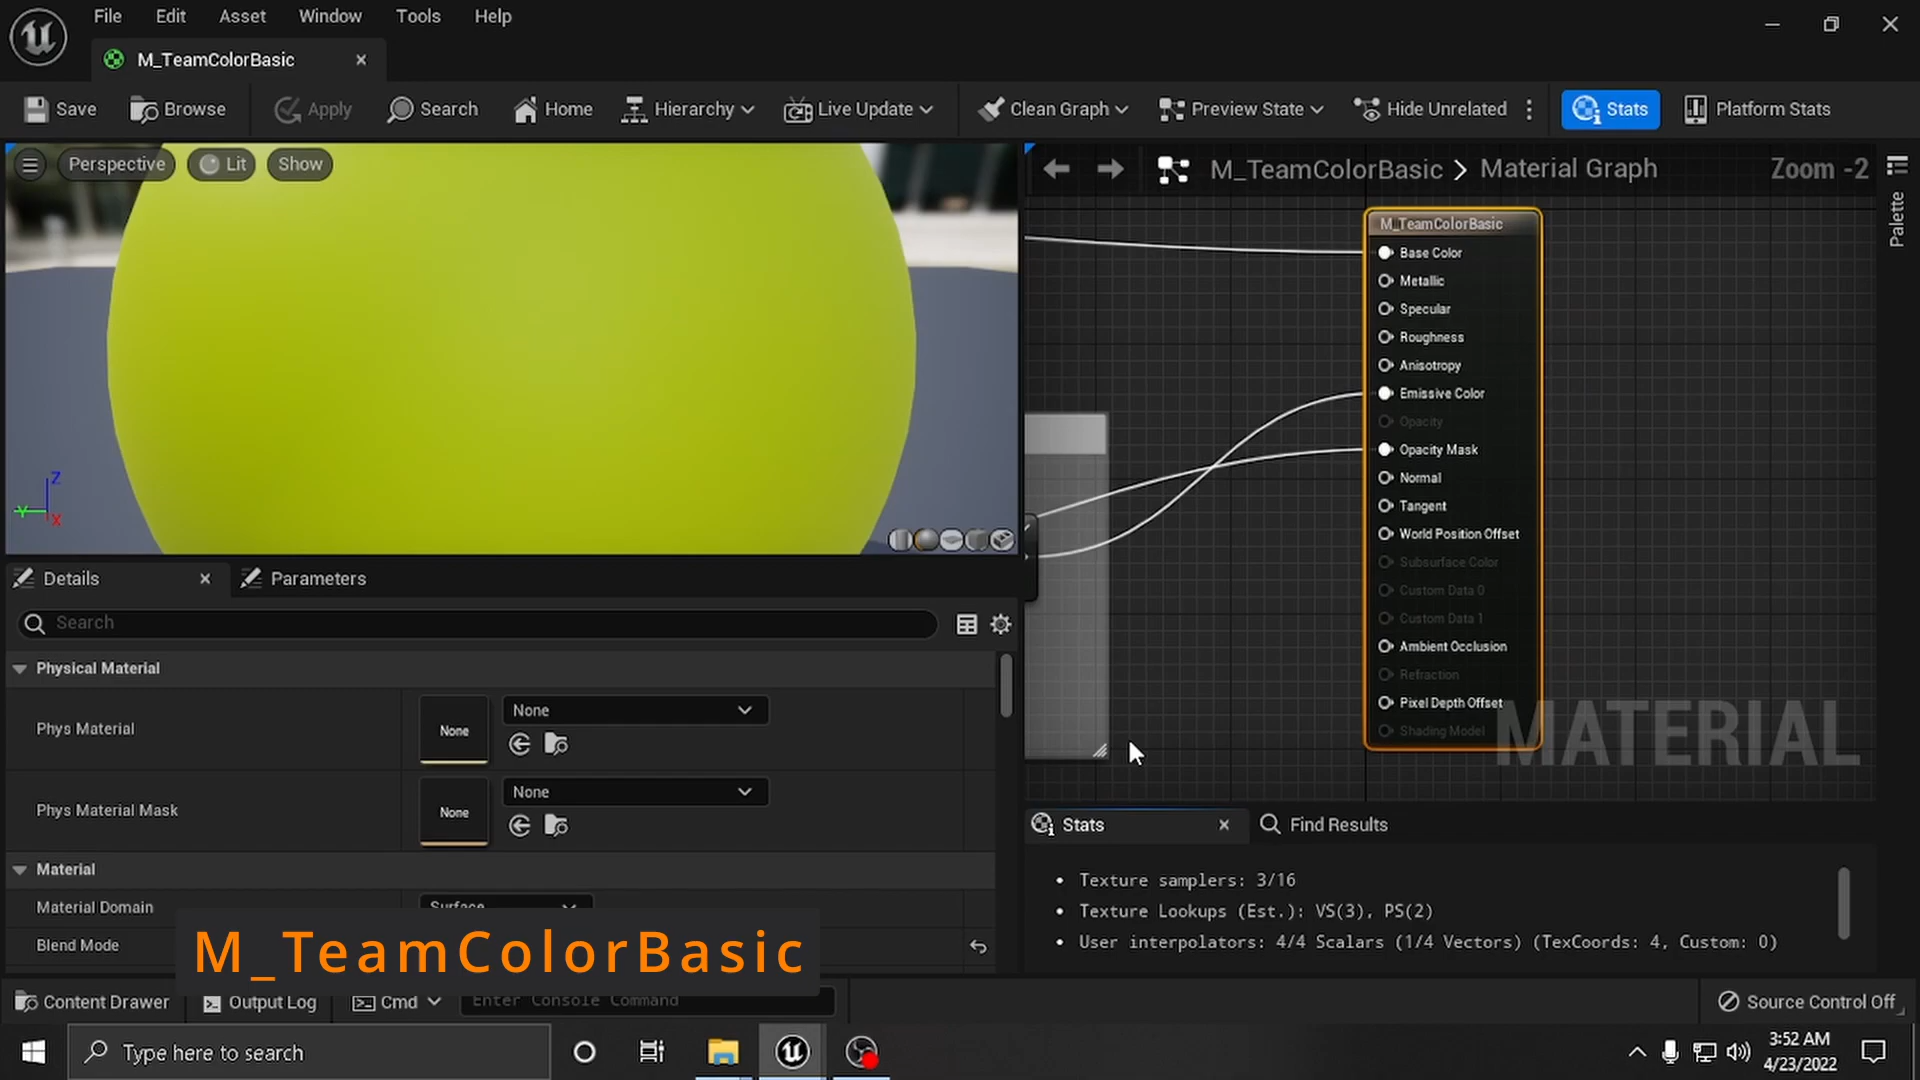 File Edit Asset Window Tools Help
M_TeamColorBasic
Save Browse Apply Search Home Hierarchy Live Update Clean Graph Preview State Hide Unrelated Stats Platform Stats
Perspective Lit Show
M_TeamColorBasic > Material Graph Zoom -2
Palette
M_TeamColorBasic
Base Color
Metallic
Specular
Roughness
Anisotropy
Emissive Color
Opacity
Opacity Mask
Normal
Tangent
World Position Offset
Subsurface Color
Custom Data 0
Custom Data 1
Ambient Occlusion
Refraction
Pixel Depth Offset
Shading Model
MATERIAL
Z
Y
X
Details Parameters
Search
Physical Material
Phys Material None None
Phys Material Mask None None
Material
Material Domain Surface
Blend Mode
M_TeamColorBasic
Stats Find Results
• Texture samplers: 3/16
• Texture Lookups (Est.): VS(3), PS(2)
• User interpolators: 4/4 Scalars (1/4 Vectors) (TexCoords: 4, Custom: 0)
Content Drawer Output Log Cmd Enter Console Command Source Control Off
Type here to search
3:52 AM
4/23/2022